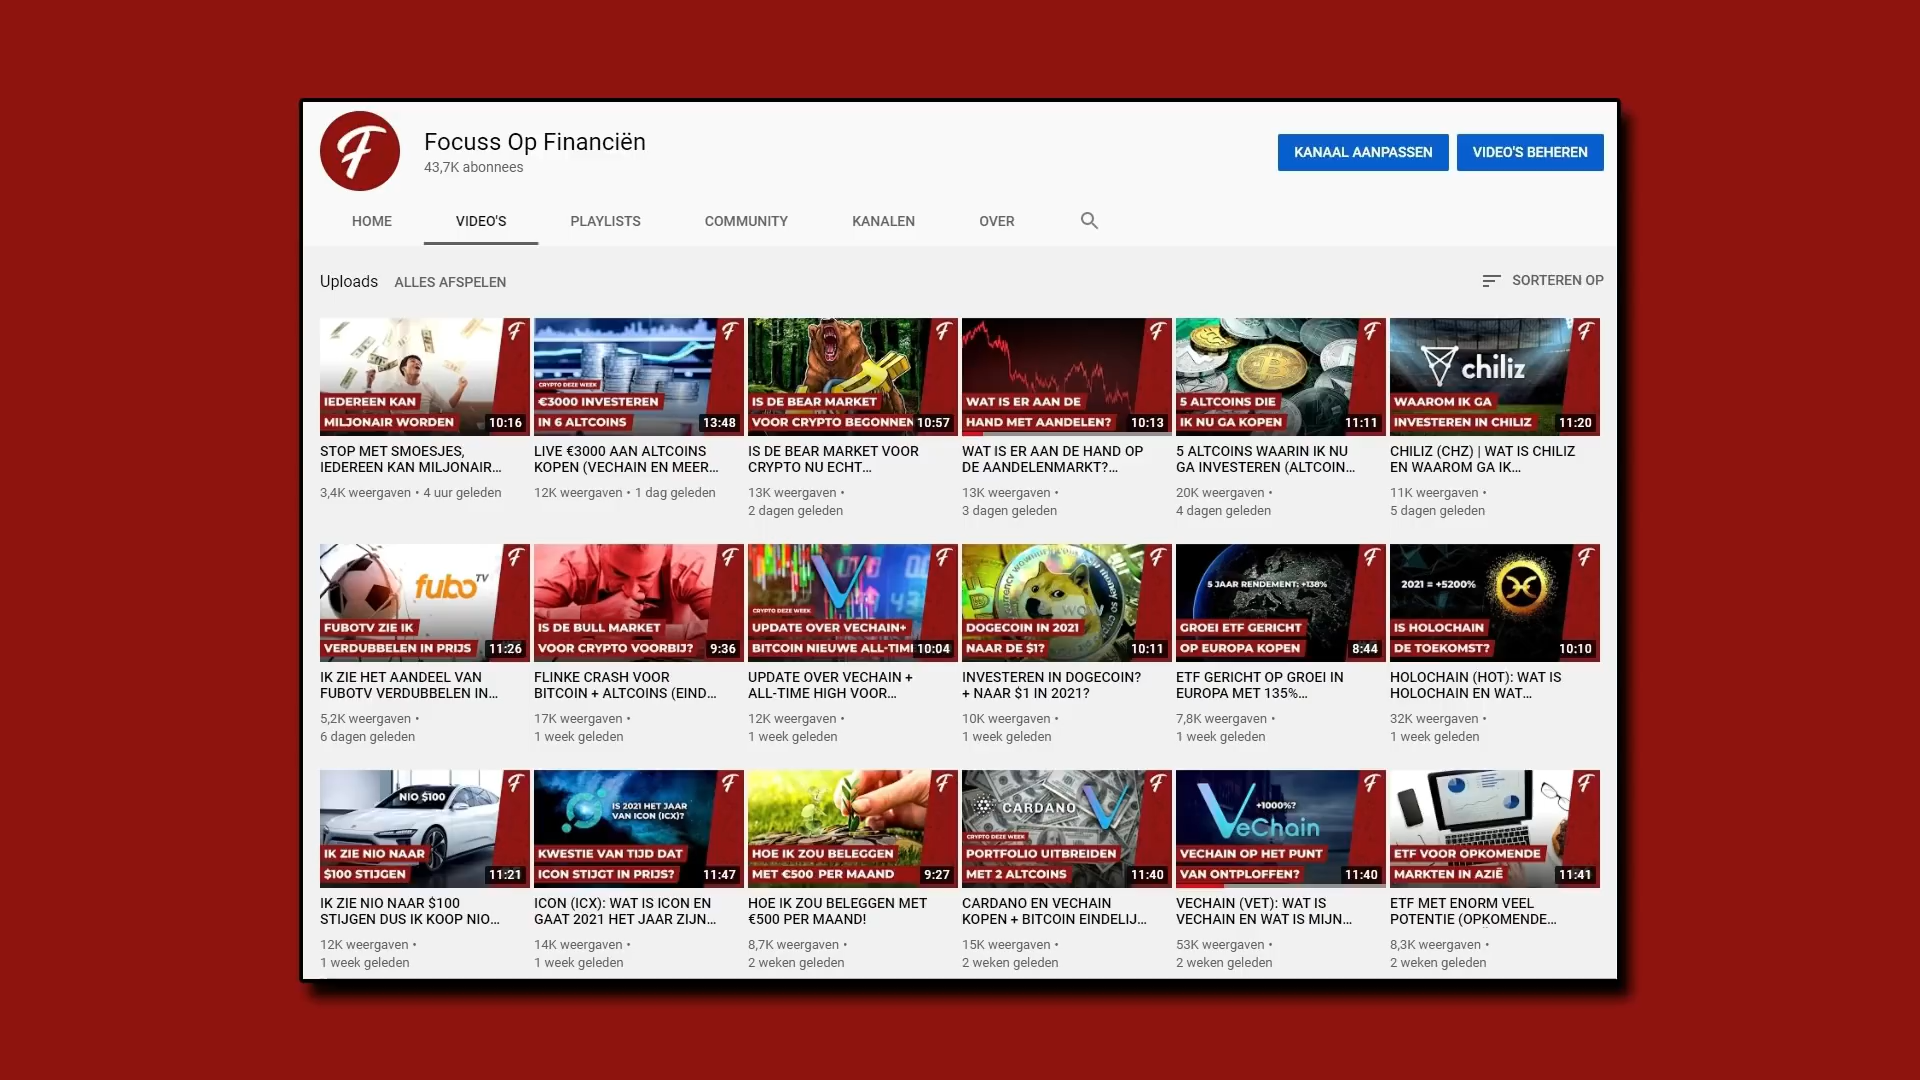 Focuss Op Financiën
43,7K abonnees
KANAAL AANPASSEN
VIDEO'S BEHEREN
HOME VIDEO'S PLAYLISTS COMMUNITY KANALEN OVER
Uploads ALLES AFSPELEN
SORTEREN OP
IEDEREEN KAN
MILJONAIR WORDEN
10:16
STOP MET SMOESJES,
IEDEREEN KAN MILJONAIR...
3,4K weergaven • 4 uur geleden
CRYPTO DEZE WEEK
€3000 INVESTEREN
IN 6 ALTCOINS
13:48
LIVE €3000 AAN ALTCOINS
KOPEN (VECHAIN EN MEER...
12K weergaven • 1 dag geleden
IS DE BEAR MARKET
VOOR CRYPTO BEGONNEN
10:57
IS DE BEAR MARKET VOOR
CRYPTO NU ECHT...
13K weergaven •
2 dagen geleden
WAT IS ER AAN DE
HAND MET AANDELEN?
10:13
WAT IS ER AAN DE HAND OP
DE AANDELENMARKT?...
13K weergaven •
3 dagen geleden
5 ALTCOINS DIE
IK NU GA KOPEN
11:11
5 ALTCOINS WAARIN IK NU
GA INVESTEREN (ALTCOIN...
20K weergaven •
4 dagen geleden
chiliz
WAAROM IK GA
INVESTEREN IN CHILIZ
11:20
CHILIZ (CHZ) | WAT IS CHILIZ
EN WAAROM GA IK...
11K weergaven •
5 dagen geleden
fuboTV
FUBOTV ZIE IK
VERDUBBELEN IN PRIJS
11:26
IK ZIE HET AANDEEL VAN
FUBOTV VERDUBBELEN IN...
5,2K weergaven •
6 dagen geleden
IS DE BULL MARKET
VOOR CRYPTO VOORBIJ?
9:36
FLINKE CRASH VOOR
BITCOIN + ALTCOINS (EIND...
17K weergaven •
1 week geleden
CRYPTO DEZE WEEK
UPDATE OVER VECHAIN+
BITCOIN NIEUWE ALL-TIM
10:04
UPDATE OVER VECHAIN +
ALL-TIME HIGH VOOR...
12K weergaven •
1 week geleden
WOW
DOGECOIN IN 2021
NAAR DE $1?
10:11
INVESTEREN IN DOGECOIN?
+ NAAR $1 IN 2021?
10K weergaven •
1 week geleden
5 JAAR RENDEMENT: +138%
GROEI ETF GERICHT
OP EUROPA KOPEN
8:44
ETF GERICHT OP GROEI IN
EUROPA MET 135%...
7,8K weergaven •
1 week geleden
2021 = +5200%
IS HOLOCHAIN
DE TOEKOMST?
10:10
HOLOCHAIN (HOT): WAT IS
HOLOCHAIN EN WAT...
32K weergaven •
1 week geleden
NIO $100
IK ZIE NIO NAAR
$100 STIJGEN
11:21
IK ZIE NIO NAAR $100
STIJGEN DUS IK KOOP NIO...
12K weergaven •
1 week geleden
IS 2021 HET JAAR
VAN ICON (ICX)?
KWESTIE VAN TIJD DAT
ICON STIJGT IN PRIJS?
11:47
ICON (ICX): WAT IS ICON EN
GAAT 2021 HET JAAR ZIJN...
14K weergaven •
1 week geleden
HOE IK ZOU BELEGGEN
MET €500 PER MAAND
9:27
HOE IK ZOU BELEGGEN MET
€500 PER MAAND!
8,7K weergaven •
2 weken geleden
CARDANO
CRYPTO DEZE WEEK
PORTFOLIO UITBREIDEN
MET 2 ALTCOINS
11:40
CARDANO EN VECHAIN
KOPEN + BITCOIN EINDELIJ...
15K weergaven •
2 weken geleden
+1000%?
VeChain
VECHAIN OP HET PUNT
VAN ONTPLOFFEN?
11:40
VECHAIN (VET): WAT IS
VECHAIN EN WAT IS MIJN...
53K weergaven •
2 weken geleden
ETF VOOR OPKOMENDE
MARKTEN IN AZIË
11:41
ETF MET ENORM VEEL
POTENTIE (OPKOMENDE...
8,3K weergaven •
2 weken geleden